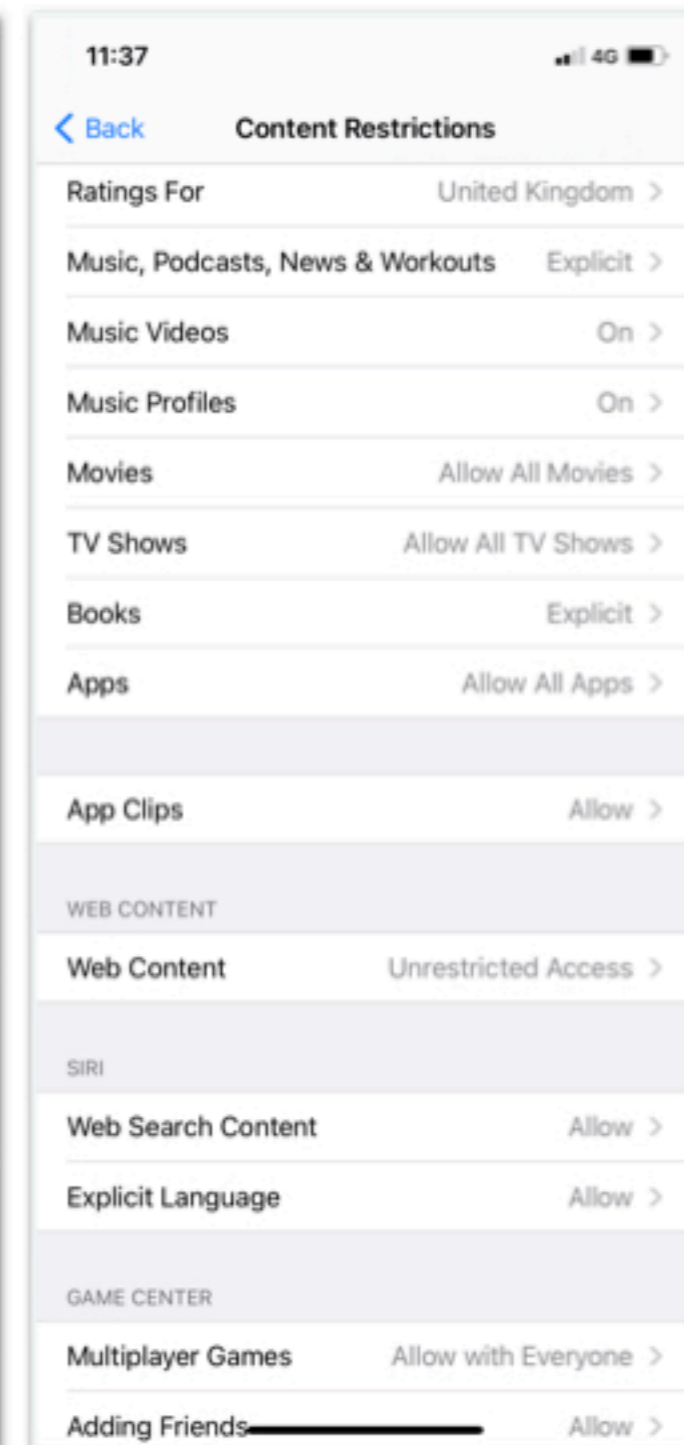 11:37 4G
Back Content Restrictions
Ratings For United Kingdom
Music, Podcasts, News & Workouts Explicit
Music Videos On
Music Profiles On
Movies Allow All Movies
TV Shows Allow All TV Shows
Books Explicit
Apps Allow All Apps
App Clips Allow
WEB CONTENT
Web Content Unrestricted Access
SIRI
Web Search Content Allow
Explicit Language Allow
GAME CENTER
Multiplayer Games Allow with Everyone
Adding Friends Allow